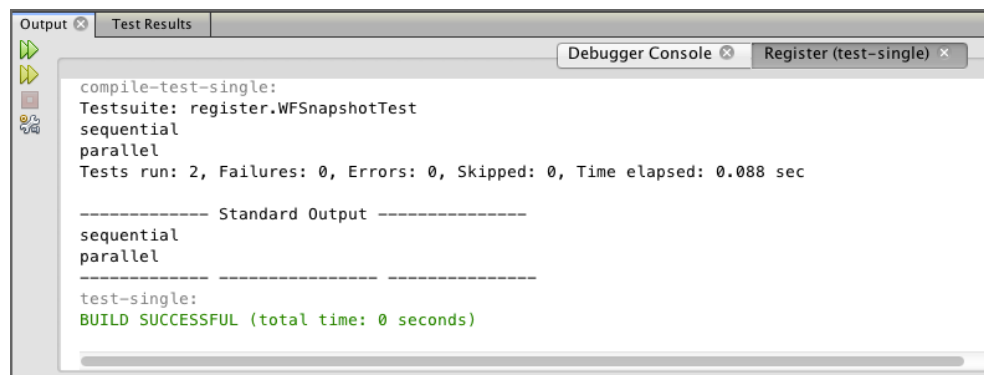 Output Test Results
Debugger Console Register (test-single)
compile-test-single:
Testsuite: register.WFSnapshotTest
sequential
parallel
Tests run: 2, Failures: 0, Errors: 0, Skipped: 0, Time elapsed: 0.088 sec
------------- Standard Output ---------------
sequential
parallel
------------- ---------------- ---------------
test-single:
BUILD SUCCESSFUL (total time: 0 seconds)